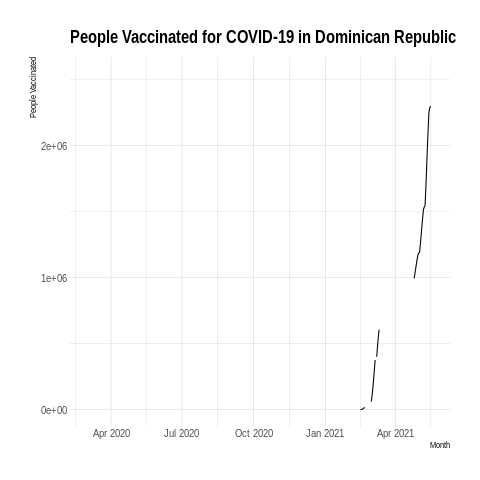 People Vaccinated for COVID-19 in Dominican Republic
People Vaccinated
2e+06
1e+06
0e+00
Apr 2020 Jul 2020 Oct 2020 Jan 2021 Apr 2021
Month